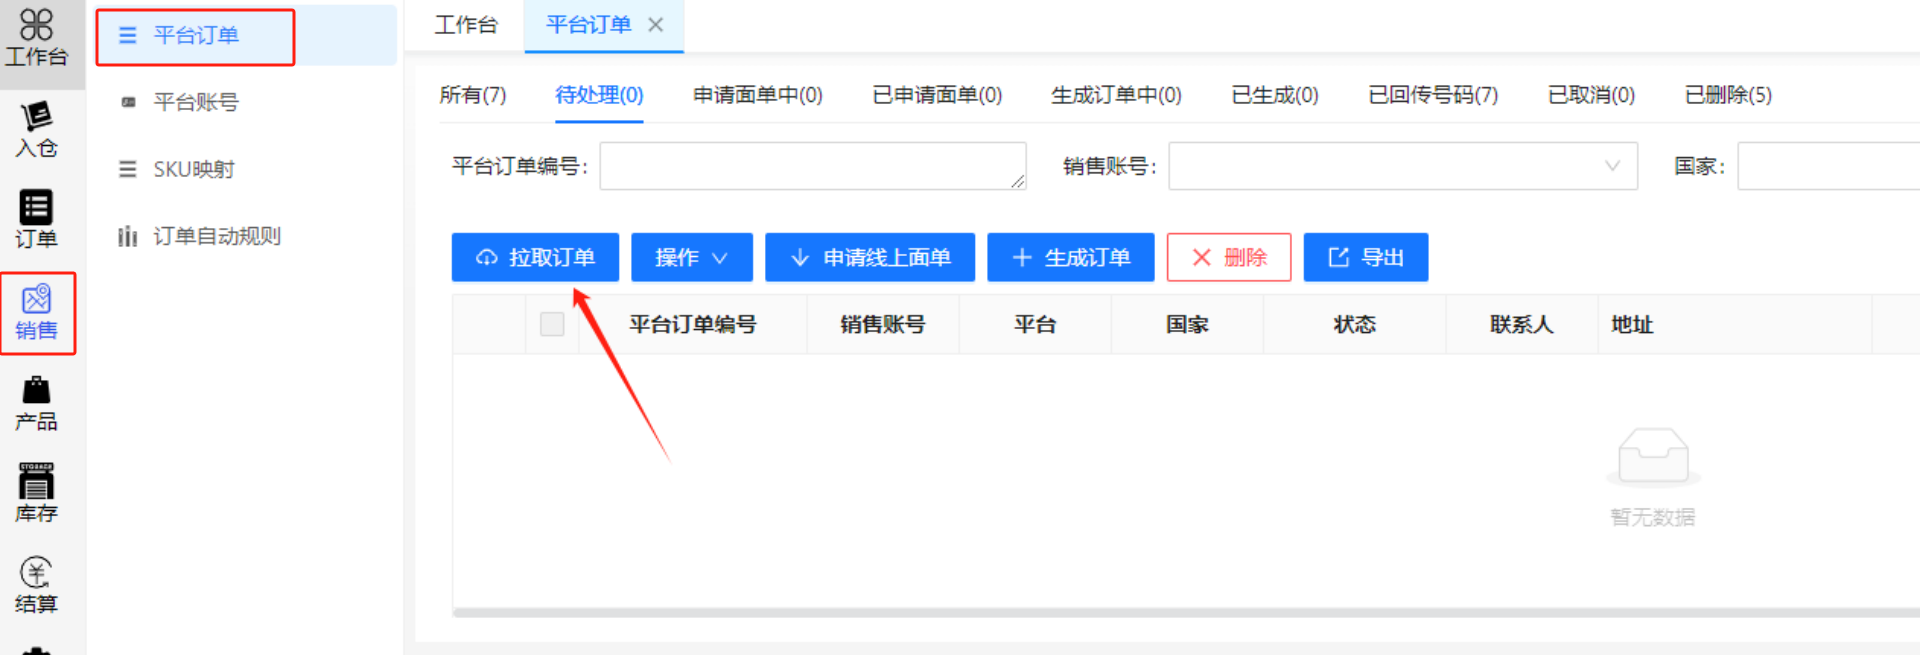 工作台
入仓
订单
销售
产品
STORAGE
库存
结算
平台订单
平台账号
SKU映射
订单自动规则
工作台 平台订单
所有(7) 待处理(0) 申请面单中(0) 已申请面单(0) 生成订单中(0) 已生成(0) 已回传号码(7) 已取消(0) 已删除(5)
平台订单编号: 销售账号: 国家:
拉取订单 操作 申请线上面单 生成订单 删除 导出
平台订单编号 销售账号 平台 国家 状态 联系人 地址
暂无数据